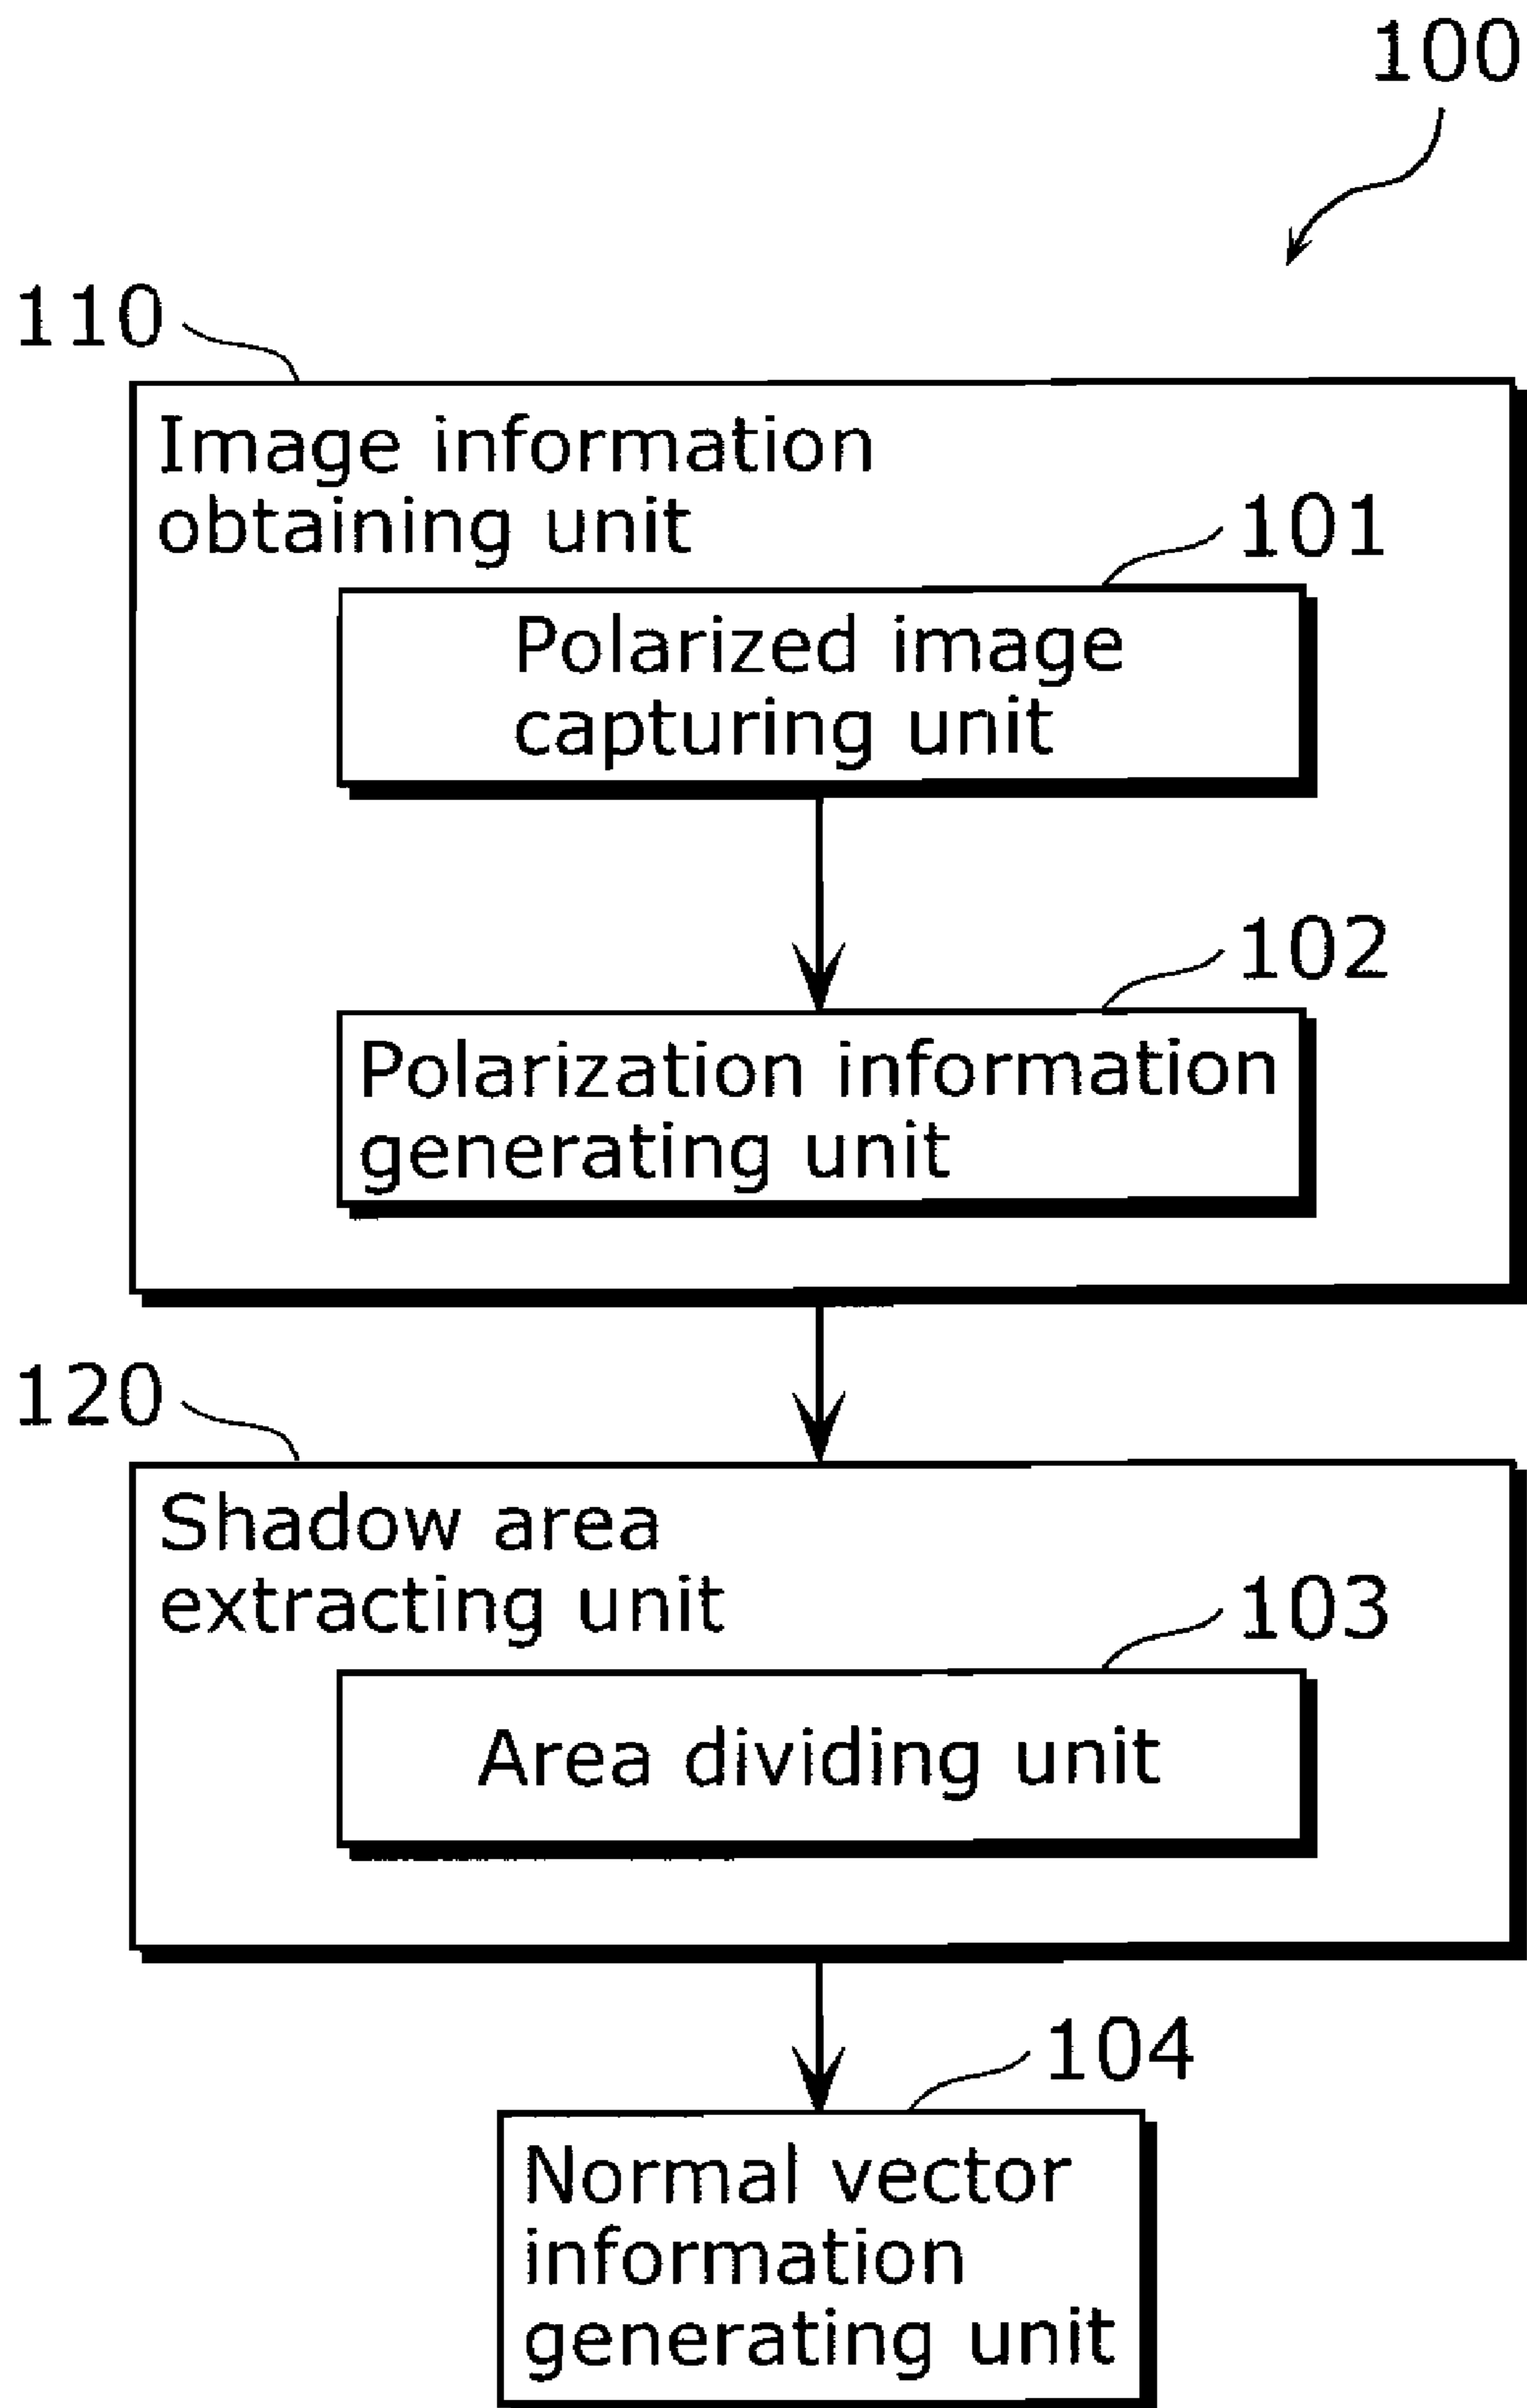 100
110
Image information
obtaining unit
101
Polarized image
capturing unit
102
Polarization information
generating unit
120
Shadow area
extracting unit
103
Area dividing unit
104
Normal vector
information
generating unit